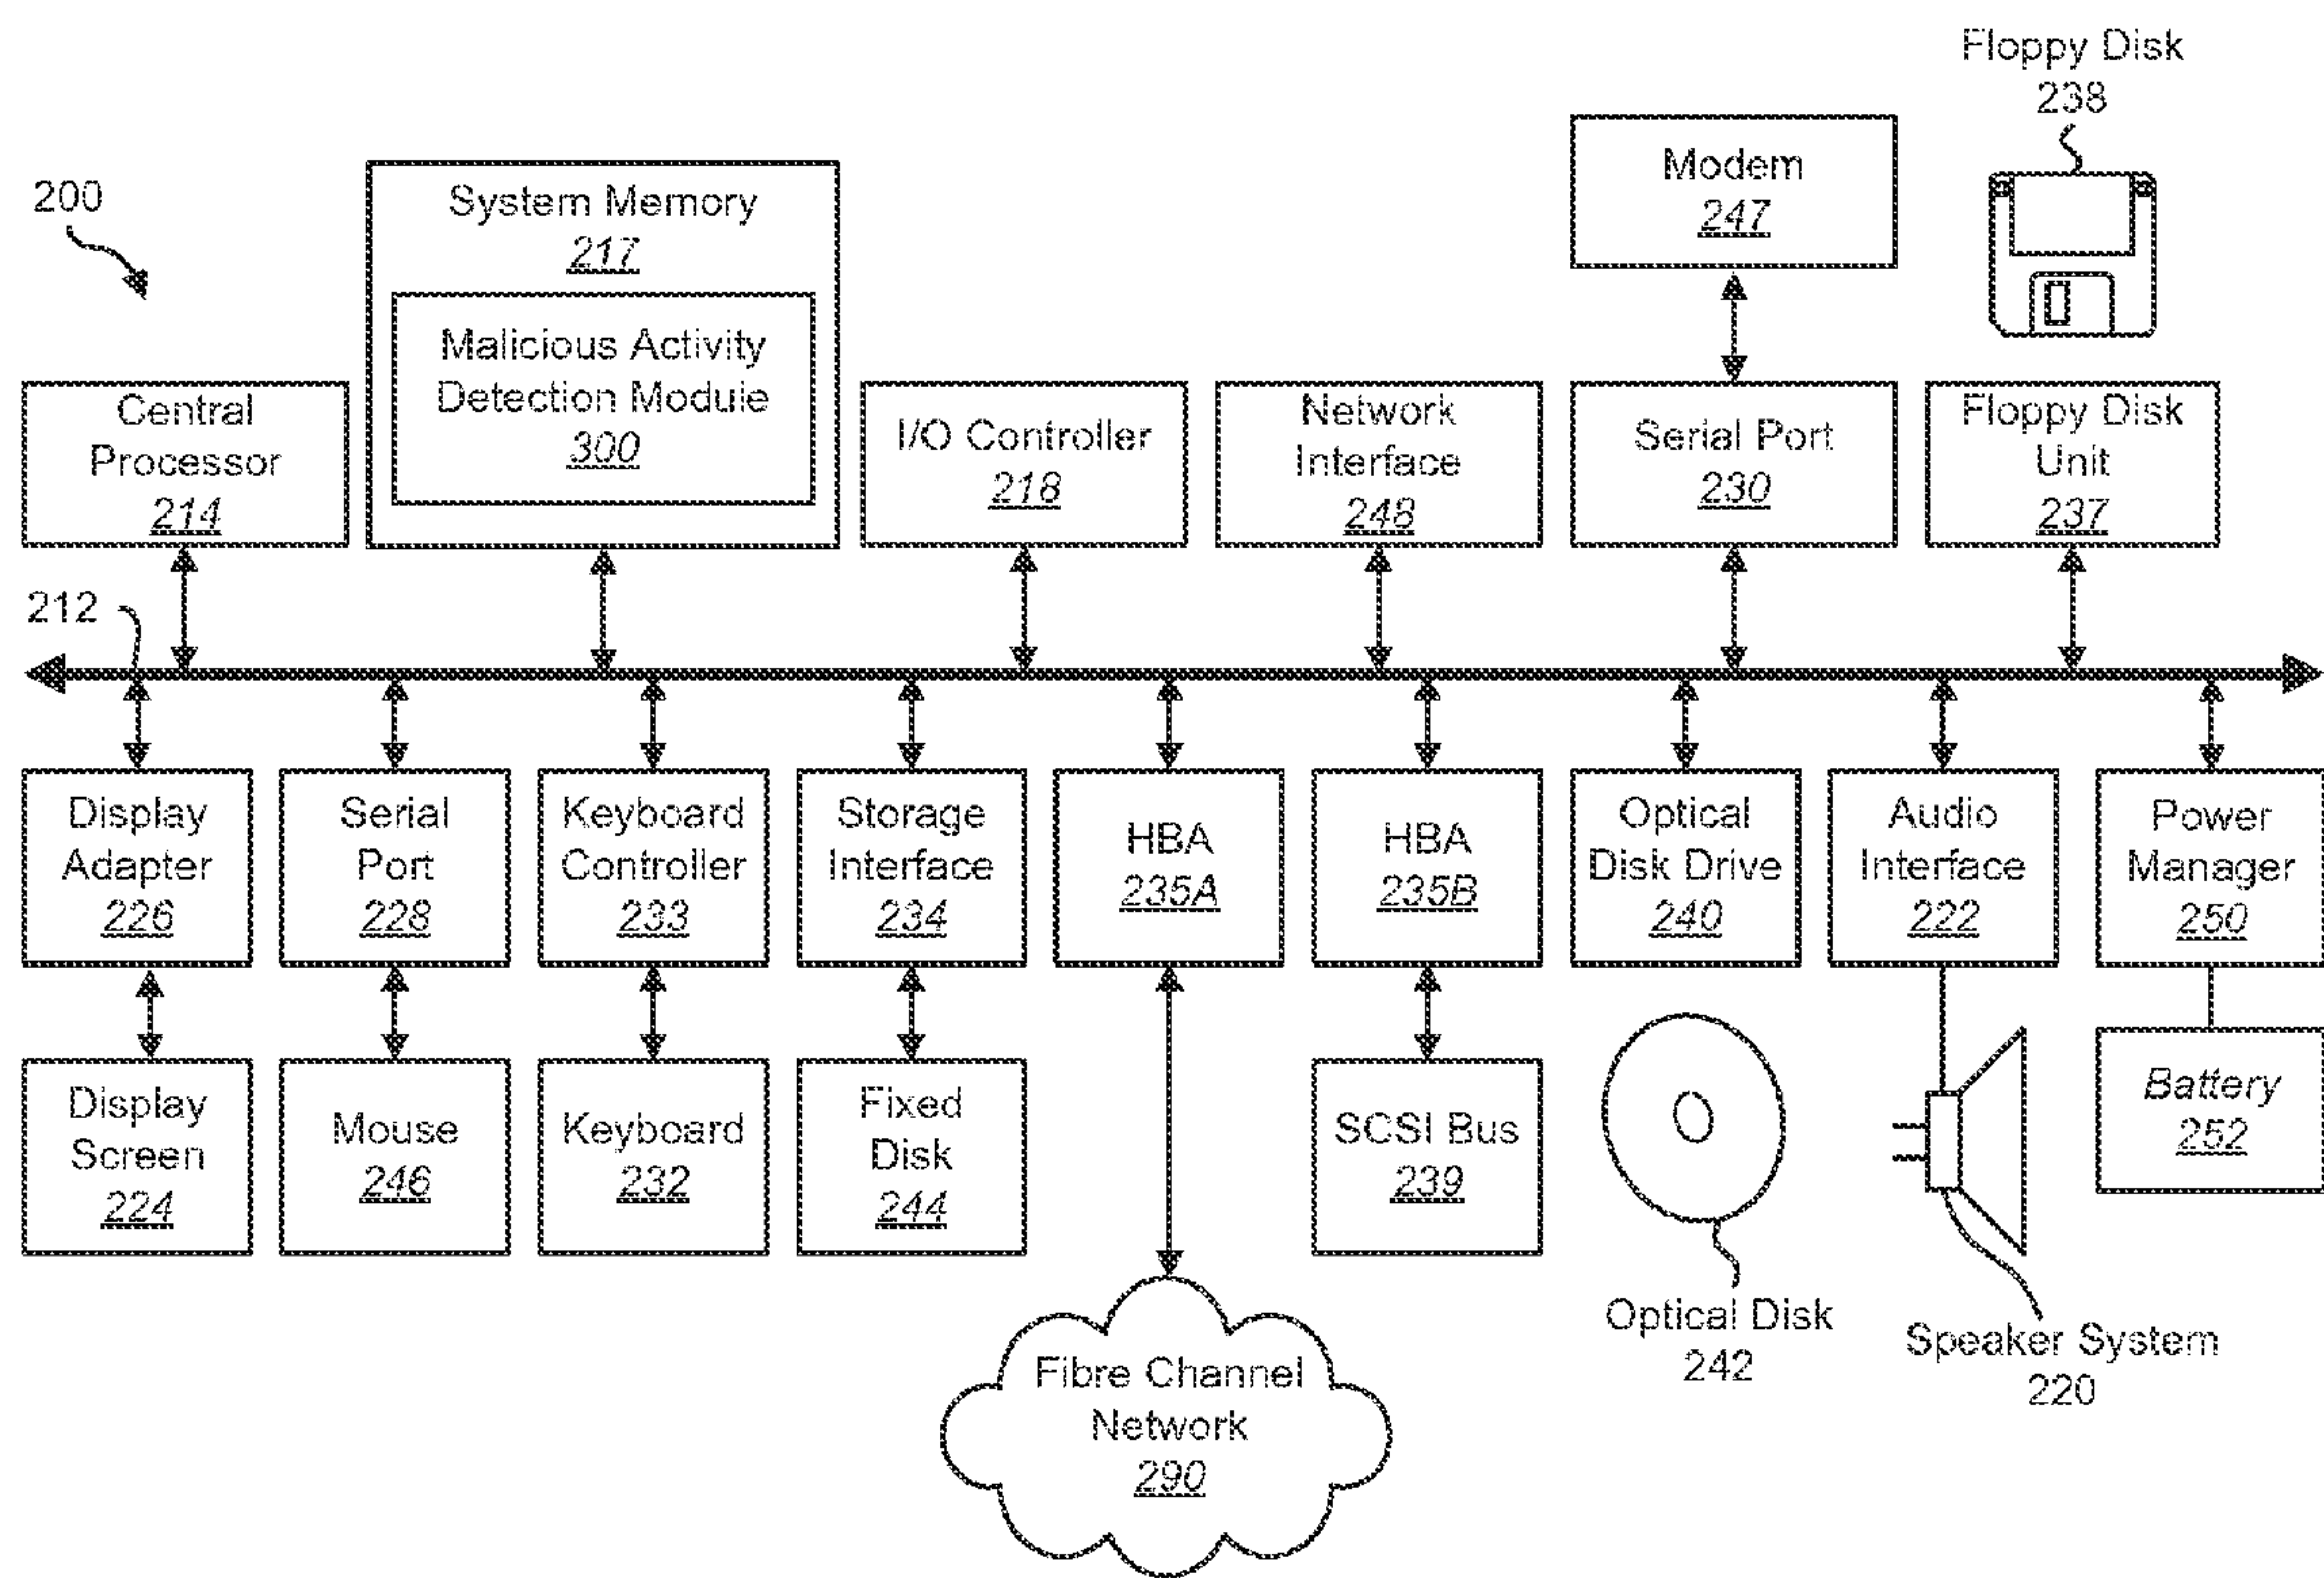 Floppy Disk
238
200
System Memory
217
Malicious Activity
Detection Module
300
Modem
247
Central
Processor
214
I/O Controller
218
Network
Interface
248
Serial Port
230
Floppy Disk
Unit
237
212
Display
Adapter
226
Serial
Port
228
Keyboard
Controller
233
Storage
Interface
234
HBA
235A
HBA
235B
Optical
Disk Drive
240
Audio
Interface
222
Power
Manager
250
Display
Screen
224
Mouse
246
Keyboard
232
Fixed
Disk
244
SCSI Bus
239
Battery
252
Optical Disk
242
Speaker System
220
Fibre Channel
Network
290